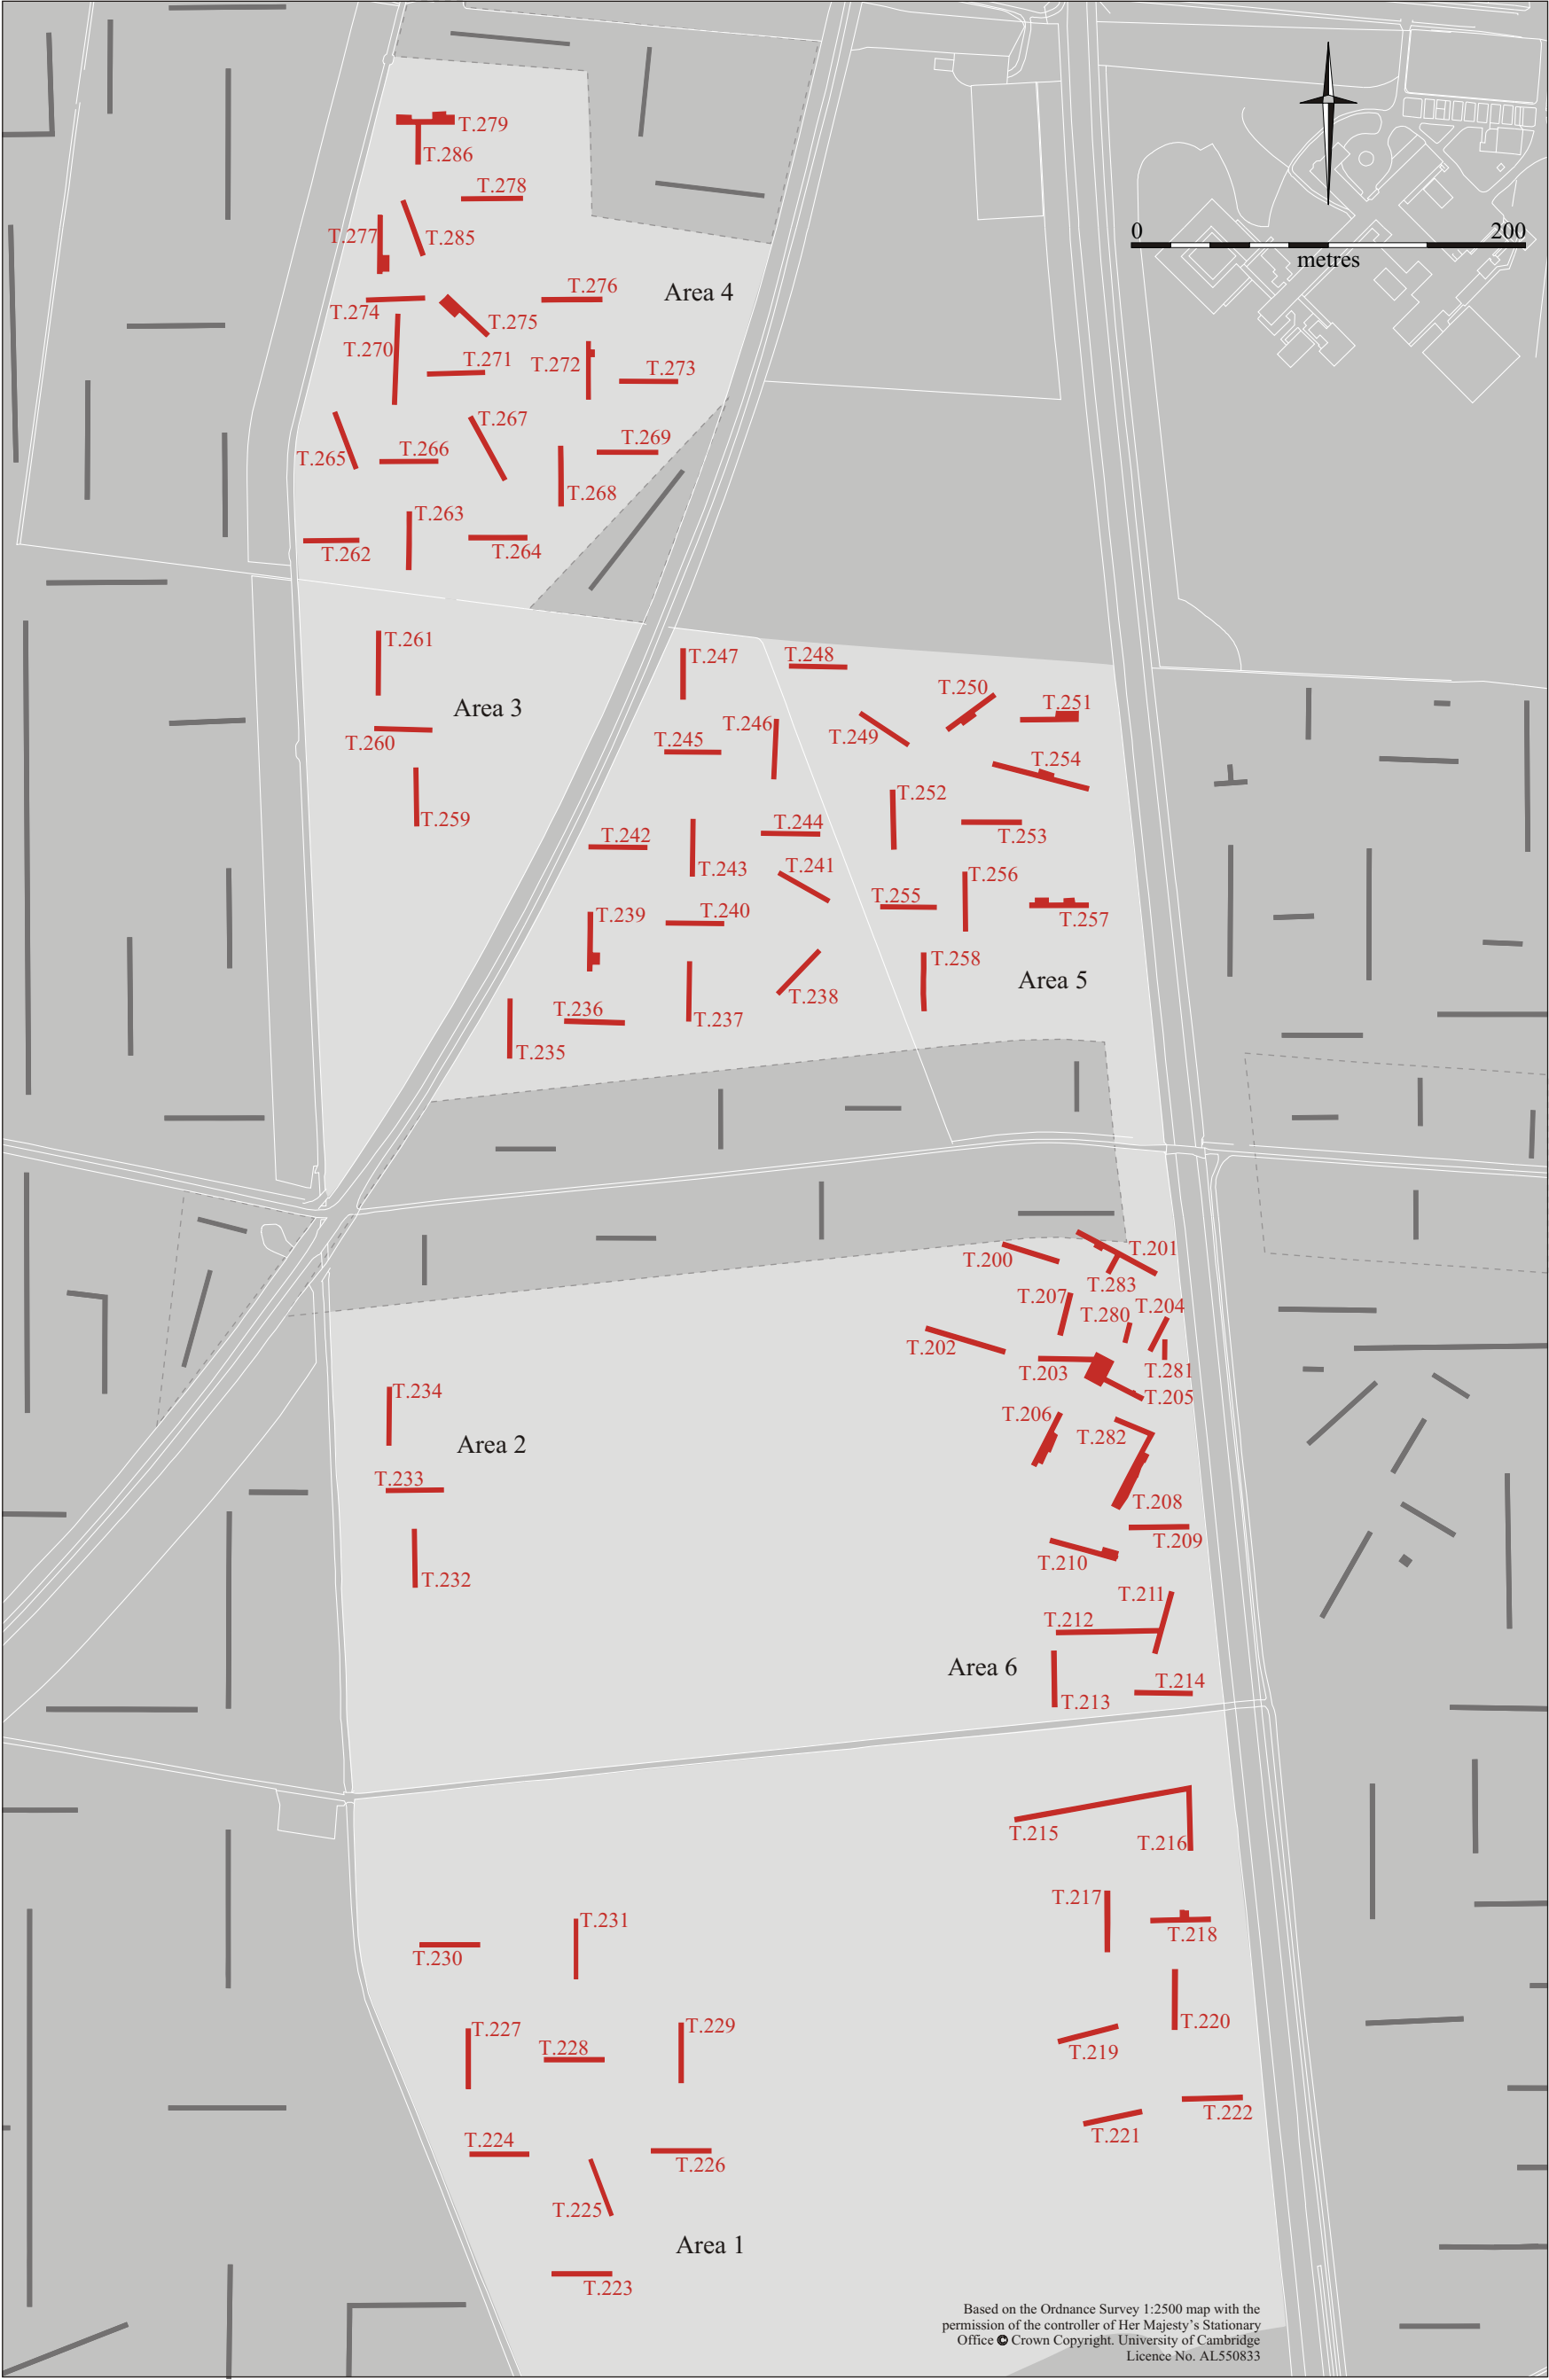 T.279
T.286
T.278
0
200
metres
T.277
T.285
T.276
Area 4
T.274
T.275
T.270
T.271
T.272
T.273
T.267
T.269
T.265
T.266
T.268
T.263
T.262
T.264
T.261
T.247
T.248
Area 3
T.250
T.251
T.246
T.249
T.260
T.245
T.254
T.252
T.259
T.242
T.244
T.253
T.243
T.241
T.256
T.255
T.239
T.240
T.257
T.258
Area 5
T.238
T.236
T.237
T.235
T.200
T.201
T.283
T.207
T.280
T.204
T.202
T.203
T.281
T.205
T.234
T.206
T.282
Area 2
T.233
T.208
T.209
T.210
T.232
T.211
T.212
Area 6
T.214
T.213
T.215
T.216
T.217
T.231
T.218
T.230
T.220
T.227
T.229
T.228
T.219
T.222
T.221
T.224
T.226
T.225
Area 1
T.223
Based on the Ordnance Survey 1:2500 map with the
permission of the controller of Her Majesty's Stationary
Office © Crown Copyright. University of Cambridge
Licence No. AL550833